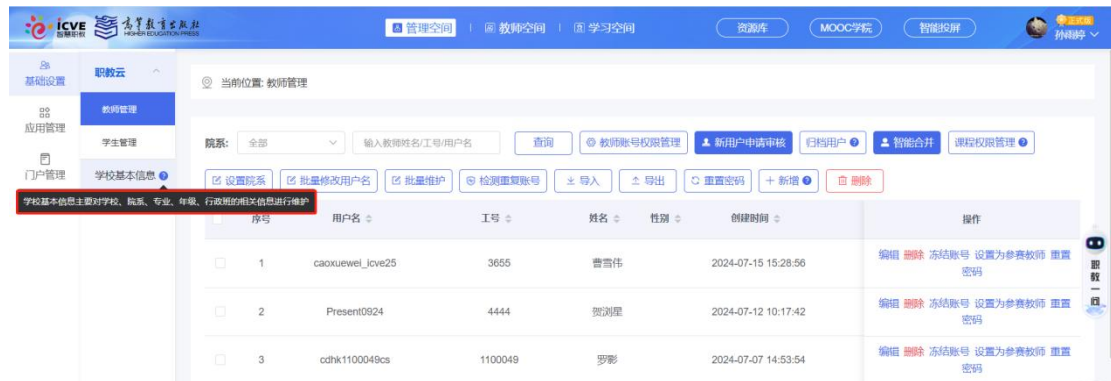 icve 智慧职教 高等教育出版社 HIGHER EDUCATION PRESS 管理空间 教师空间 学习空间 资源库 MOOC学院 智能投屏 正式版 孙翊婷
基础设置 职教云 当前位置: 教师管理
应用管理 教师管理
学生管理 院系: 全部 输入教师姓名/工号/用户名 查询 教师账号权限管理 新用户申请审核 归档用户 智能合并 课程权限管理
门户管理 学校基本信息 设置院系 批量修改用户名 批量维护 检测重复账号 导入 导出 重置密码 新增 删除
学校基本信息主要对学校、院系、专业、年级、行政班的相关信息进行维护
序号 用户名 工号 姓名 性别 创建时间 操作
1 caoxuewei_icve25 3655 曹雪伟 2024-07-15 15:28:56 编辑 删除 冻结账号 设置为参赛教师 重置
密码
2 Present0924 4444 贺浏星 2024-07-12 10:17:42 编辑 删除 冻结账号 设置为参赛教师 重置
密码
3 cdhk1100049cs 1100049 罗影 2024-07-07 14:53:54 编辑 删除 冻结账号 设置为参赛教师 重置
密码
职教一问